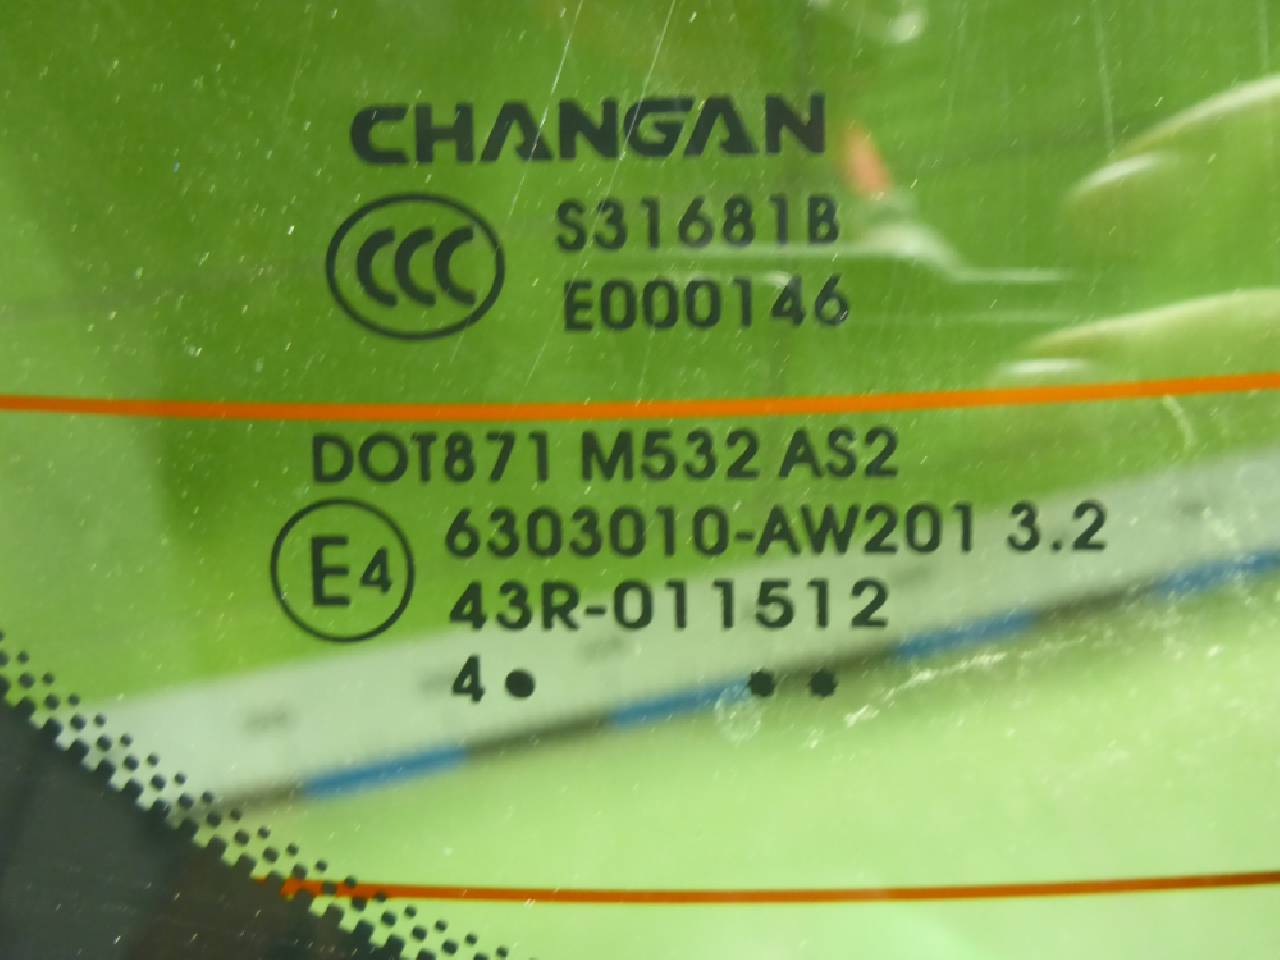 CHANGAN
CCC
S31681B
E000146
DOT871 M532 AS2
E4
6303010-AW201 3.2
43R-011512
4 • • •